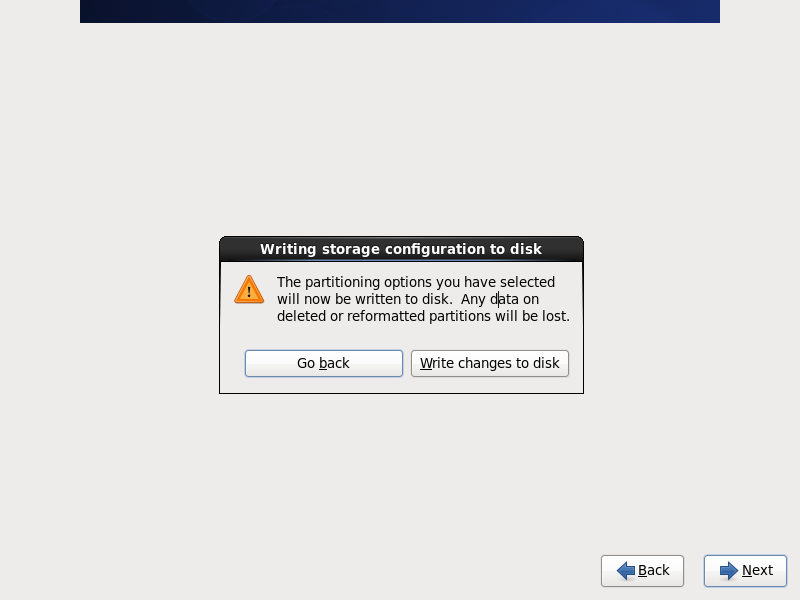 Writing storage configuration to disk
The partitioning options you have selected
will now be written to disk.  Any data on
deleted or reformatted partitions will be lost.
Go back
Write changes to disk
Back
Next